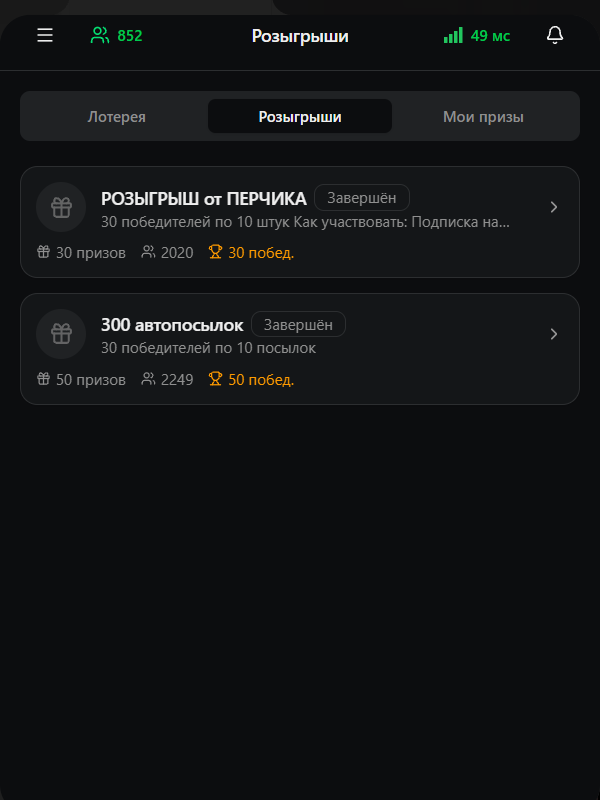 852 Розыгрыши 49 мс
Лотерея Розыгрыши Мои призы
РОЗЫГРЫШ от ПЕРЧИКА Завершён
30 победителей по 10 штук Как участвовать: Подписка на...
30 призов 2020 30 побед.
300 автопосылок Завершён
30 победителей по 10 посылок
50 призов 2249 50 побед.